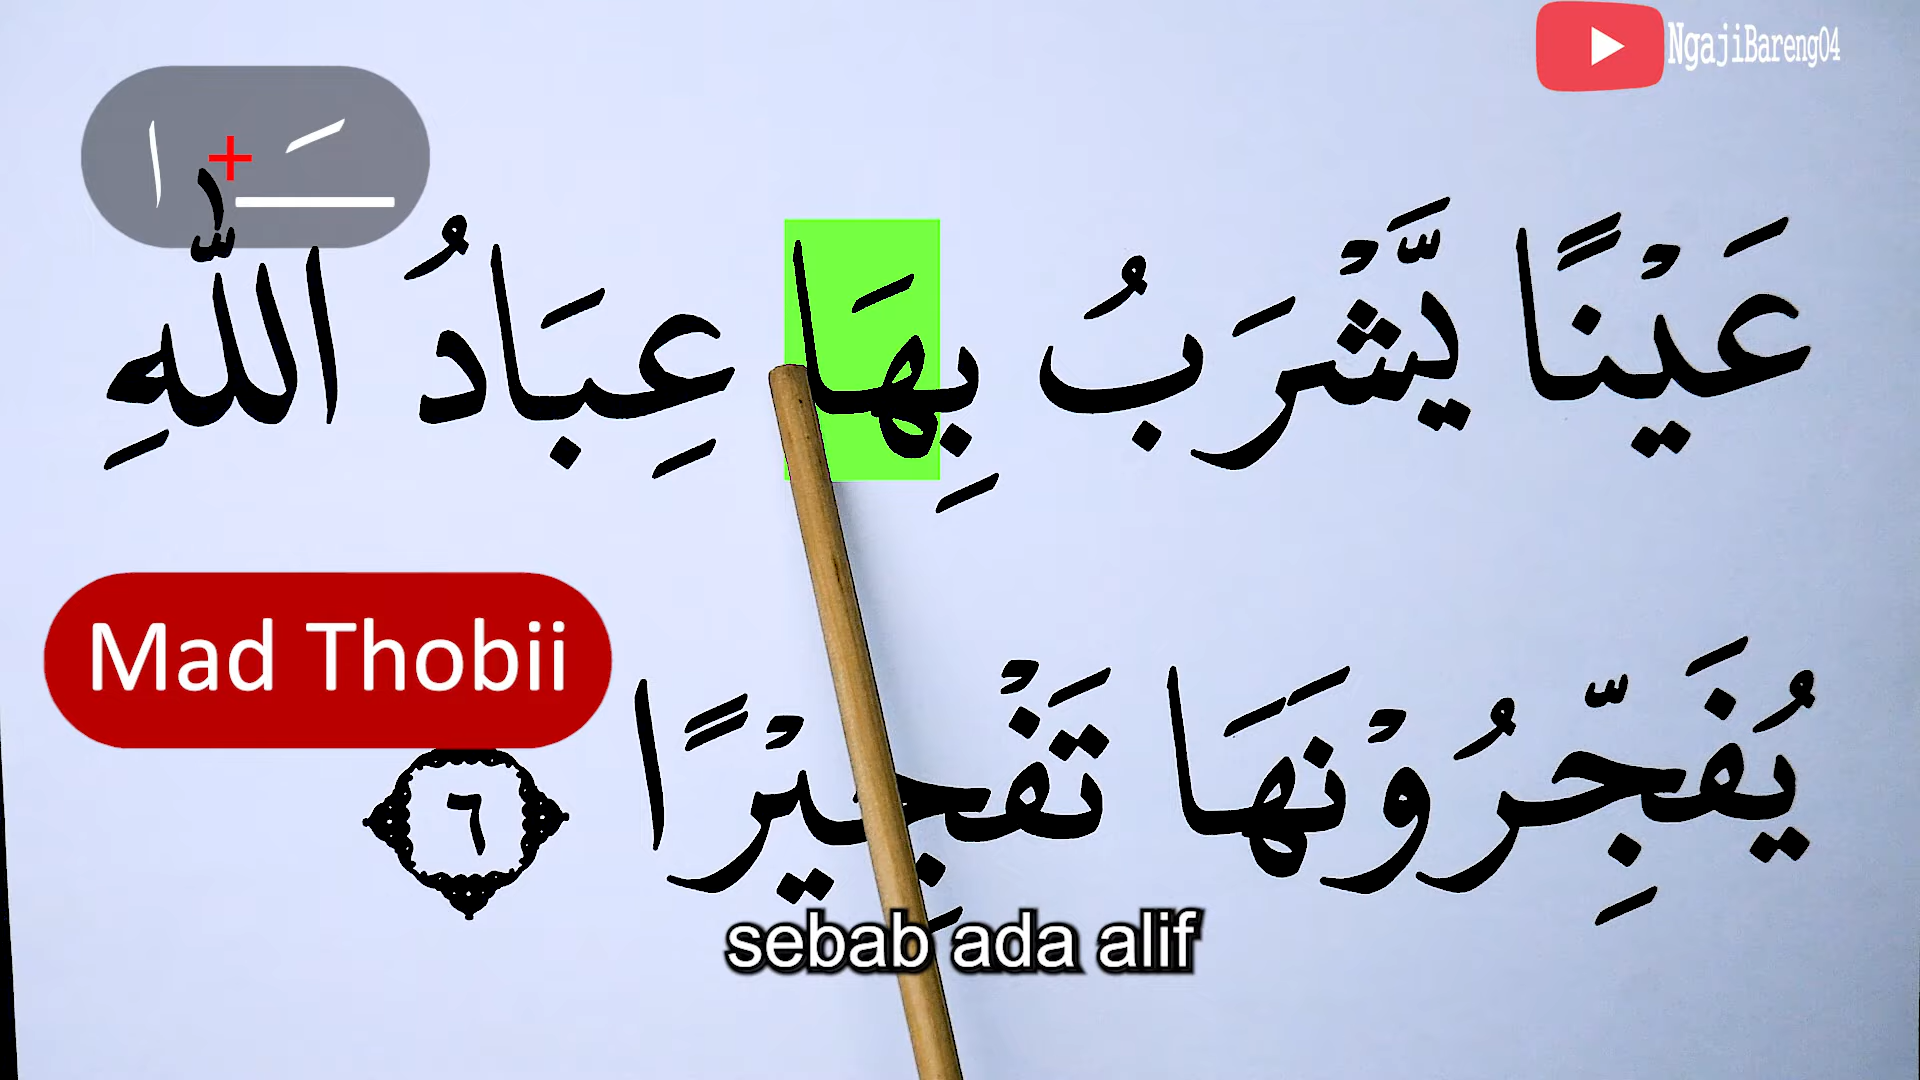 NgajiBareng04
ـَ + ا
عَيْنًا يَّشْرَبُ بِهَا عِبَادُ اللّٰهِ
Mad Thobii
يُفَجِّرُوْنَهَا تَفْجِيْرًا ٦
sebab ada alif